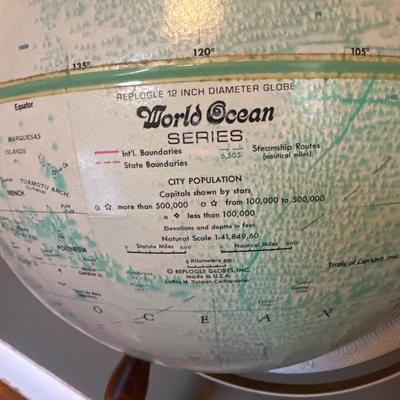 135° 120° 105°
REPLOGLE 12 INCH DIAMETER GLOBE
World Ocean
SERIES
Equator
MARQUESAS
ISLANDS
Int'l. Boundaries 6,505 Steamship Routes
State Boundaries (nautical miles)
CITY POPULATION
Capitals shown by stars
more than 500,000 from 100,000 to 500,000
less than 100,000
Elevations and depths in feet
Natural Scale 1:41,849,60
TUAMOTU ARCH.
FRENCH
POLYNESIA
Statute Miles Nautical Miles
Kilometers
© REPLOGLE GLOBES, INC.
Made in U.S.A.
Cartographer
Tropical Capricorn
O C E A N